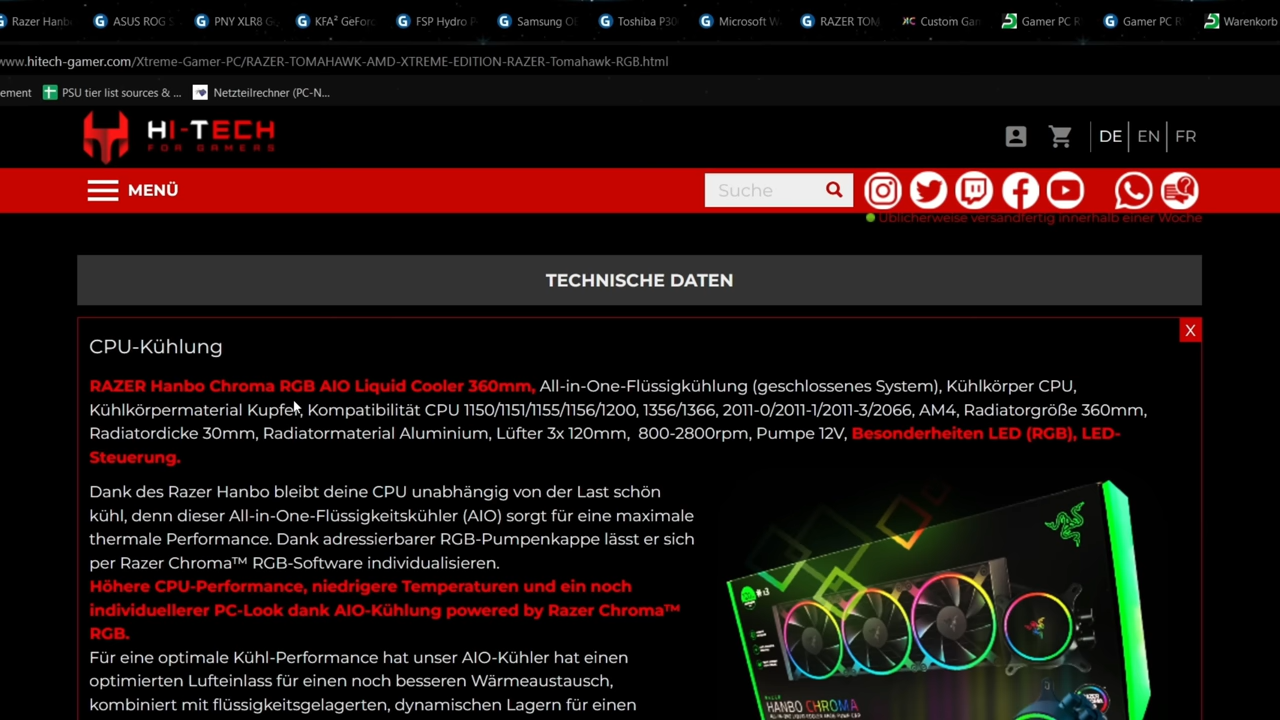 Razer Hanb
ASUS ROG S
PNY XLR8 G
KFA² GeForc
FSP Hydro P
Samsung O
Toshiba P30
Microsoft W
RAZER TOM
Custom Gan
Gamer PC R
Gamer PC R
Warenkorb
www.hitech-gamer.com/Xtreme-Gamer-PC/RAZER-TOMAHAWK-AMD-XTREME-EDITION-RAZER-Tomahawk-RGB.html
ement
PSU tier list sources & ...
Netzteilrechner (PC-N...
HI-TECH
FOR GAMERS
DE | EN | FR
MENÜ
Suche
Üblicherweise versandfertig innerhalb einer Woche
TECHNISCHE DATEN
X
CPU-Kühlung
RAZER Hanbo Chroma RGB AIO Liquid Cooler 360mm, All-in-One-Flüssigkühlung (geschlossenes System), Kühlkörper CPU,
Kühlkörpermaterial Kupfer, Kompatibilität CPU 1150/1151/1155/1156/1200, 1356/1366, 2011-0/2011-1/2011-3/2066, AM4, Radiatorgröße 360mm,
Radiatordicke 30mm, Radiatormaterial Aluminium, Lüfter 3x 120mm, 800-2800rpm, Pumpe 12V, Besonderheiten LED (RGB), LED-
Steuerung.
Dank des Razer Hanbo bleibt deine CPU unabhängig von der Last schön
kühl, denn dieser All-in-One-Flüssigkeitskühler (AIO) sorgt für eine maximale
thermale Performance. Dank adressierbarer RGB-Pumpenkappe lässt er sich
per Razer Chroma™ RGB-Software individualisieren.
Höhere CPU-Performance, niedrigere Temperaturen und ein noch
individuellerer PC-Look dank AIO-Kühlung powered by Razer Chroma™
RGB.
Für eine optimale Kühl-Performance hat unser AIO-Kühler hat einen
optimierten Lufteinlass für einen noch besseren Wärmeaustausch,
kombiniert mit flüssigkeitsgelagerten, dynamischen Lagern für einen
RAZER
HANBO CHROMA